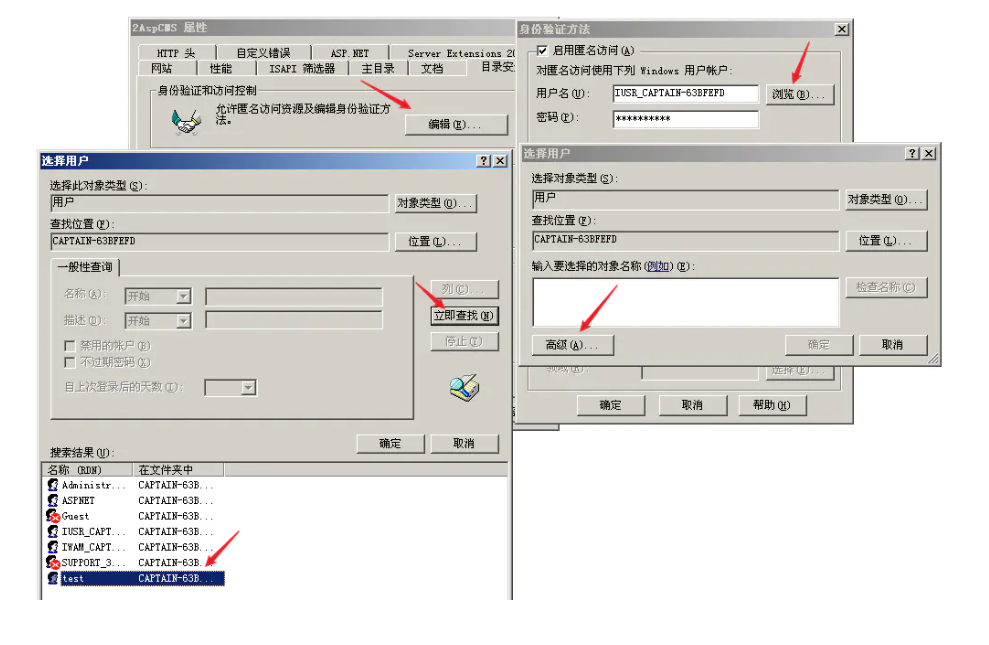 2AspCMS 属性
HTTP 头 自定义错误 ASP.NET Server Extensions 20
网站 性能 ISAPI 筛选器 主目录 文档 目录安
身份验证和访问控制
允许匿名访问资源及编辑身份验证方
法。
编辑(E)...
身份验证方法
启用匿名访问(A)
对匿名访问使用下列 Windows 用户帐户:
用户名(U): IUSR_CAPTAIN-63BFEFD 浏览(B)...
密码(P): **********
选择用户
选择此对象类型(S):
用户 对象类型(O)...
查找位置(F):
CAPTAIN-63BFEFD 位置(L)...
一般性查询
名称(A): 开始
描述(D): 开始
禁用的帐户(B)
不过期密码(X)
自上次登录后的天数(I):
列(C)...
立即查找(N)
停止(T)
确定 取消
搜索结果(U):
名称 (RDN) 在文件夹中
Administr... CAPTAIN-63B...
ASPNET CAPTAIN-63B...
Guest CAPTAIN-63B...
IUSR_CAPT... CAPTAIN-63B...
IWAM_CAPT... CAPTAIN-63B...
SUPPORT_3... CAPTAIN-63B...
test CAPTAIN-63B...
选择用户
选择对象类型(S):
用户 对象类型(O)...
查找位置(F):
CAPTAIN-63BFEFD 位置(L)...
输入要选择的对象名称(例如)(E):
检查名称(C)
高级(A)... 确定 取消
确定 取消 帮助(H)